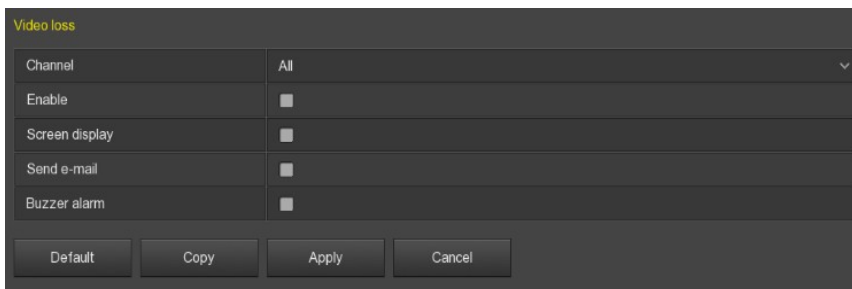 Video loss
Channel All
Enable
Screen display
Send e-mail
Buzzer alarm
Default Copy Apply Cancel